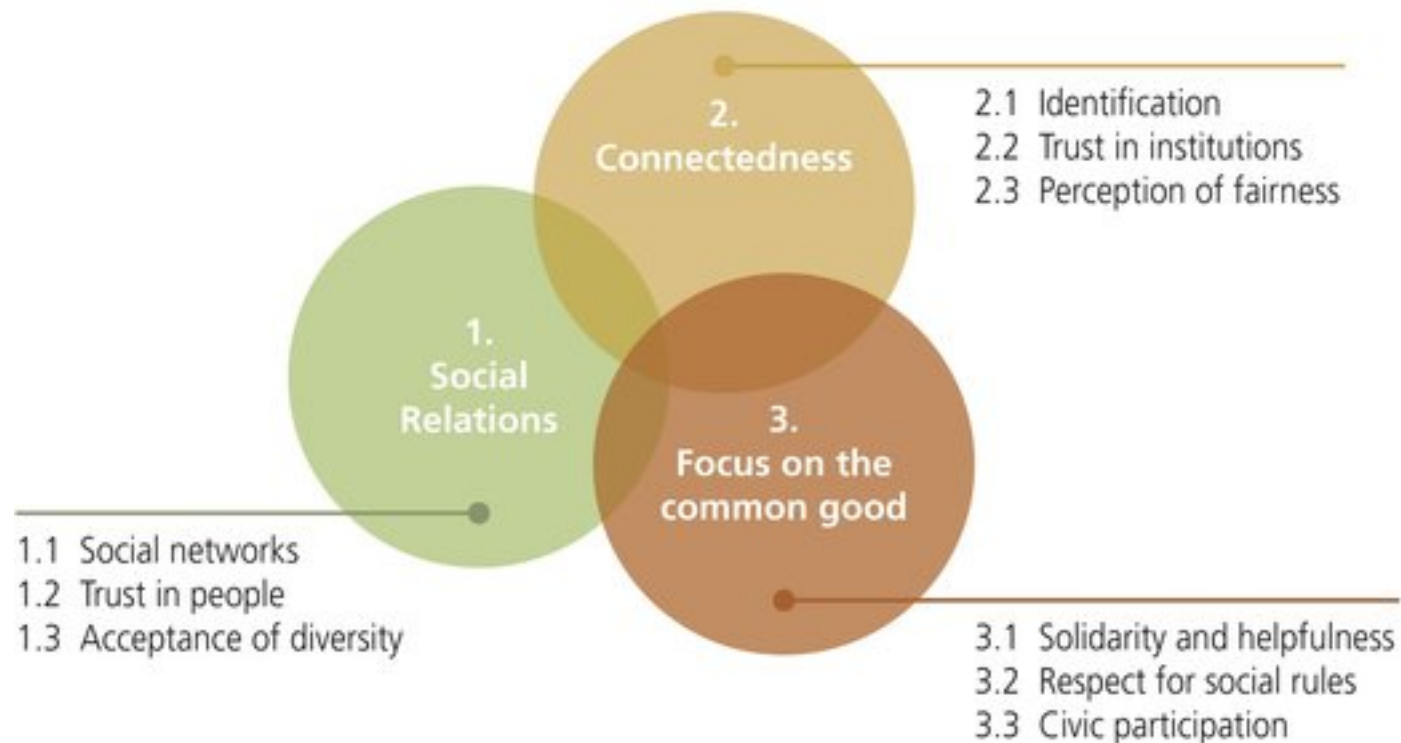 2.
Connectedness
2.1 Identification
2.2 Trust in institutions
2.3 Perception of fairness
1.
Social
Relations
1.1 Social networks
1.2 Trust in people
1.3 Acceptance of diversity
3.
Focus on the
common good
3.1 Solidarity and helpfulness
3.2 Respect for social rules
3.3 Civic participation